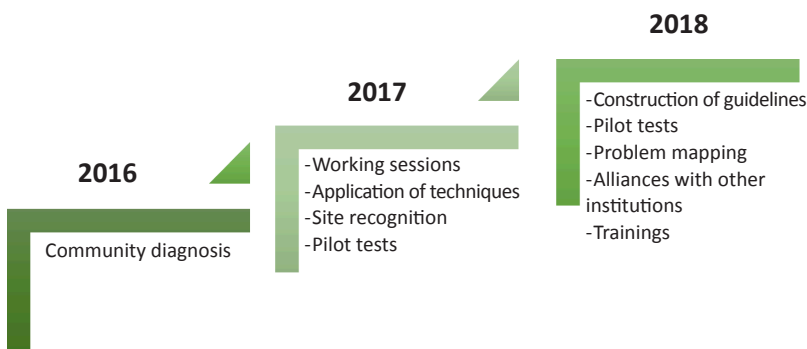 2016
Community diagnosis
2017
-Working sessions
-Application of techniques
-Site recognition
-Pilot tests
2018
-Construction of guidelines
-Pilot tests
-Problem mapping
-Alliances with other
institutions
-Trainings